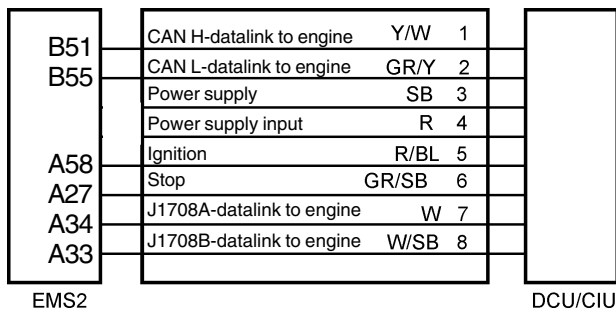 B51 CAN H-datalink to engine Y/W 1
B55 CAN L-datalink to engine GR/Y 2
Power supply SB 3
Power supply input R 4
A58 Ignition R/BL 5
A27 Stop GR/SB 6
A34 J1708A-datalink to engine W 7
A33 J1708B-datalink to engine W/SB 8
EMS2 DCU/CIU